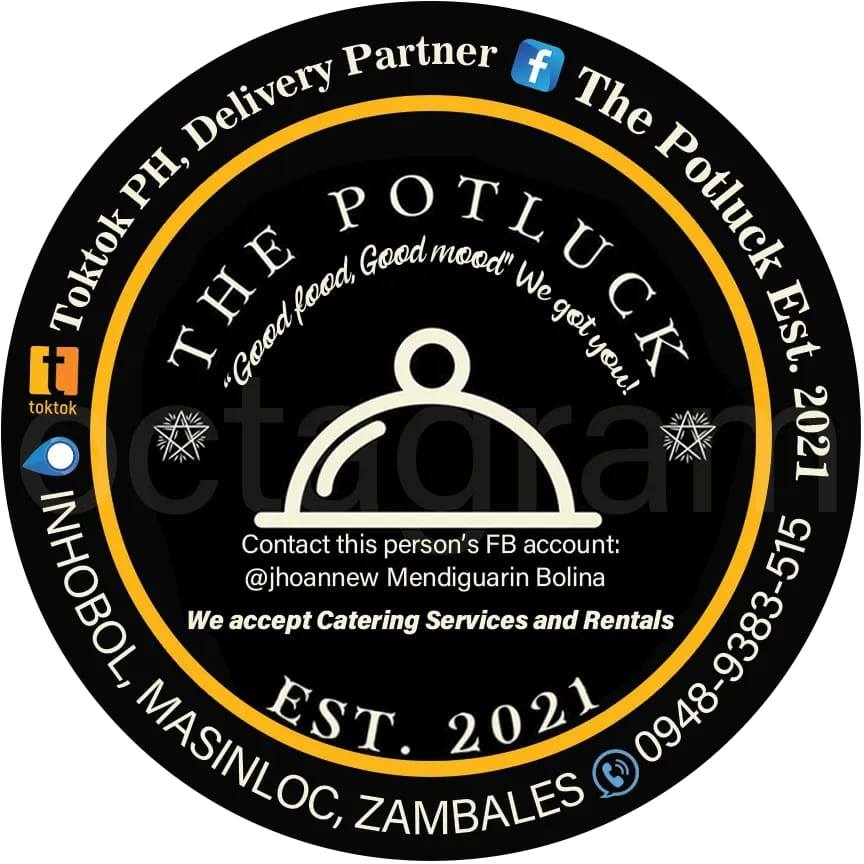 Toktok PH, Delivery Partner
The Potluck Est. 2021
THE POTLUCK
"Good food, Good mood" We got you!
t
toktok
octagram
Contact this person's FB account:
@jhoannew Mendiguarin Bolina
We accept Catering Services and Rentals
EST. 2021
INHOBOL, MASINLOC, ZAMBALES
0948-9383-515